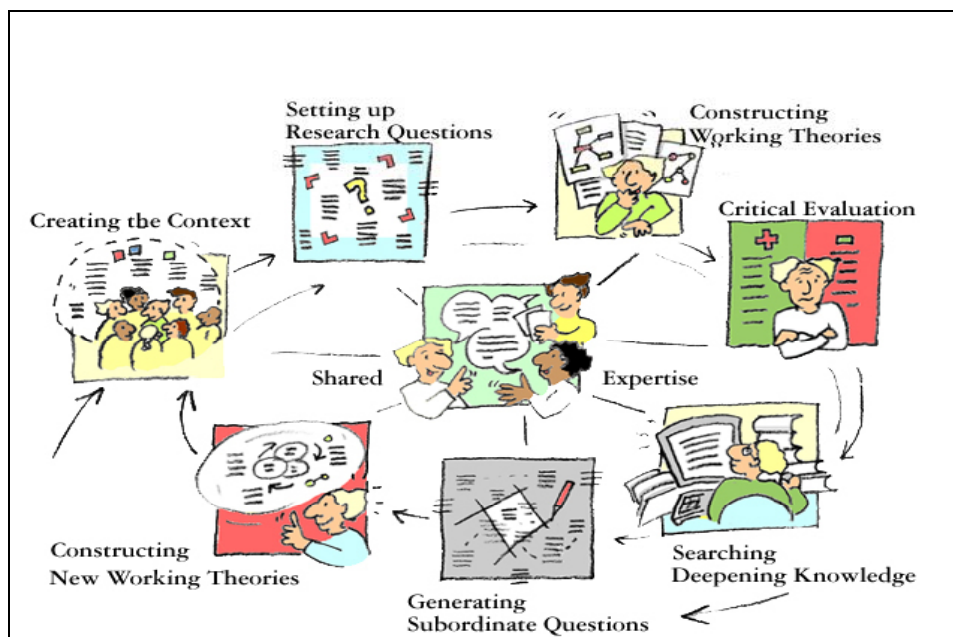 Setting up
Research Questions
Constructing
Working Theories
Creating the Context
Critical Evaluation
Shared
Expertise
Searching
Deepening Knowledge
Constructing
New Working Theories
Generating
Subordinate Questions